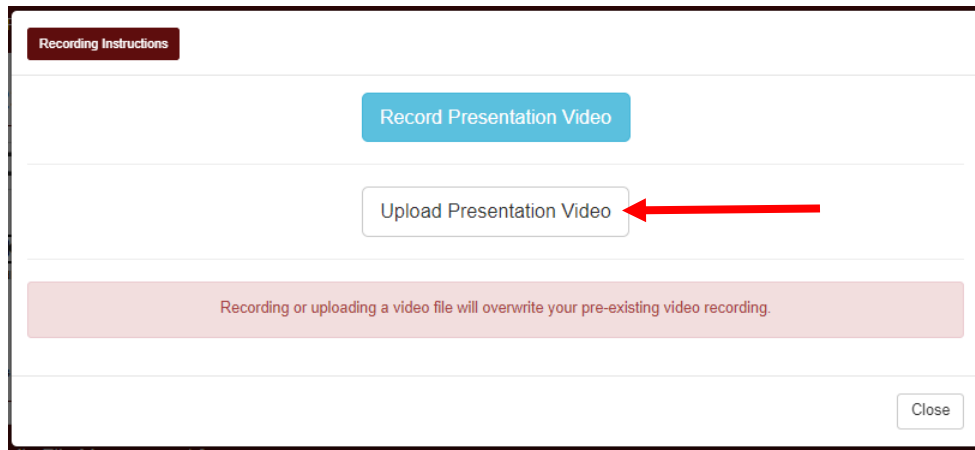 Recording Instructions
Record Presentation Video
Upload Presentation Video
Recording or uploading a video file will overwrite your pre-existing video recording.
Close